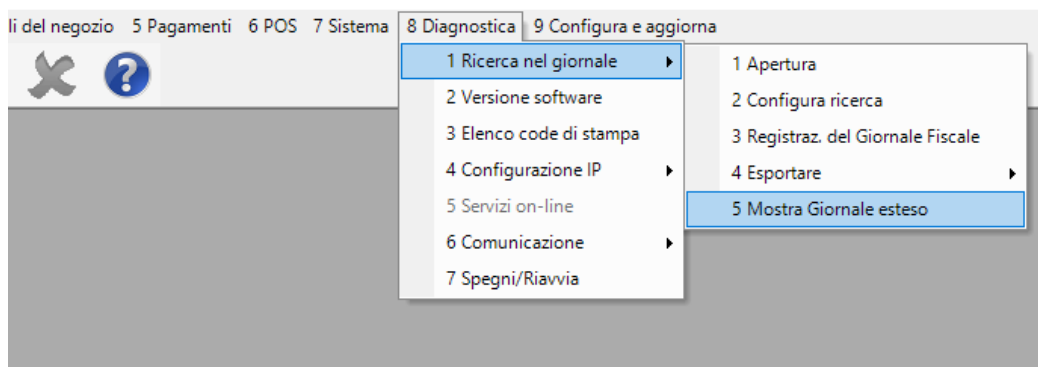 li del negozio 5 Pagamenti 6 POS 7 Sistema 8 Diagnostica 9 Configura e aggiorna
1 Ricerca nel giornale
2 Versione software
3 Elenco code di stampa
4 Configurazione IP
5 Servizi on-line
6 Comunicazione
7 Spegni/Riavvia
1 Apertura
2 Configura ricerca
3 Registraz. del Giornale Fiscale
4 Esportare
5 Mostra Giornale esteso
?